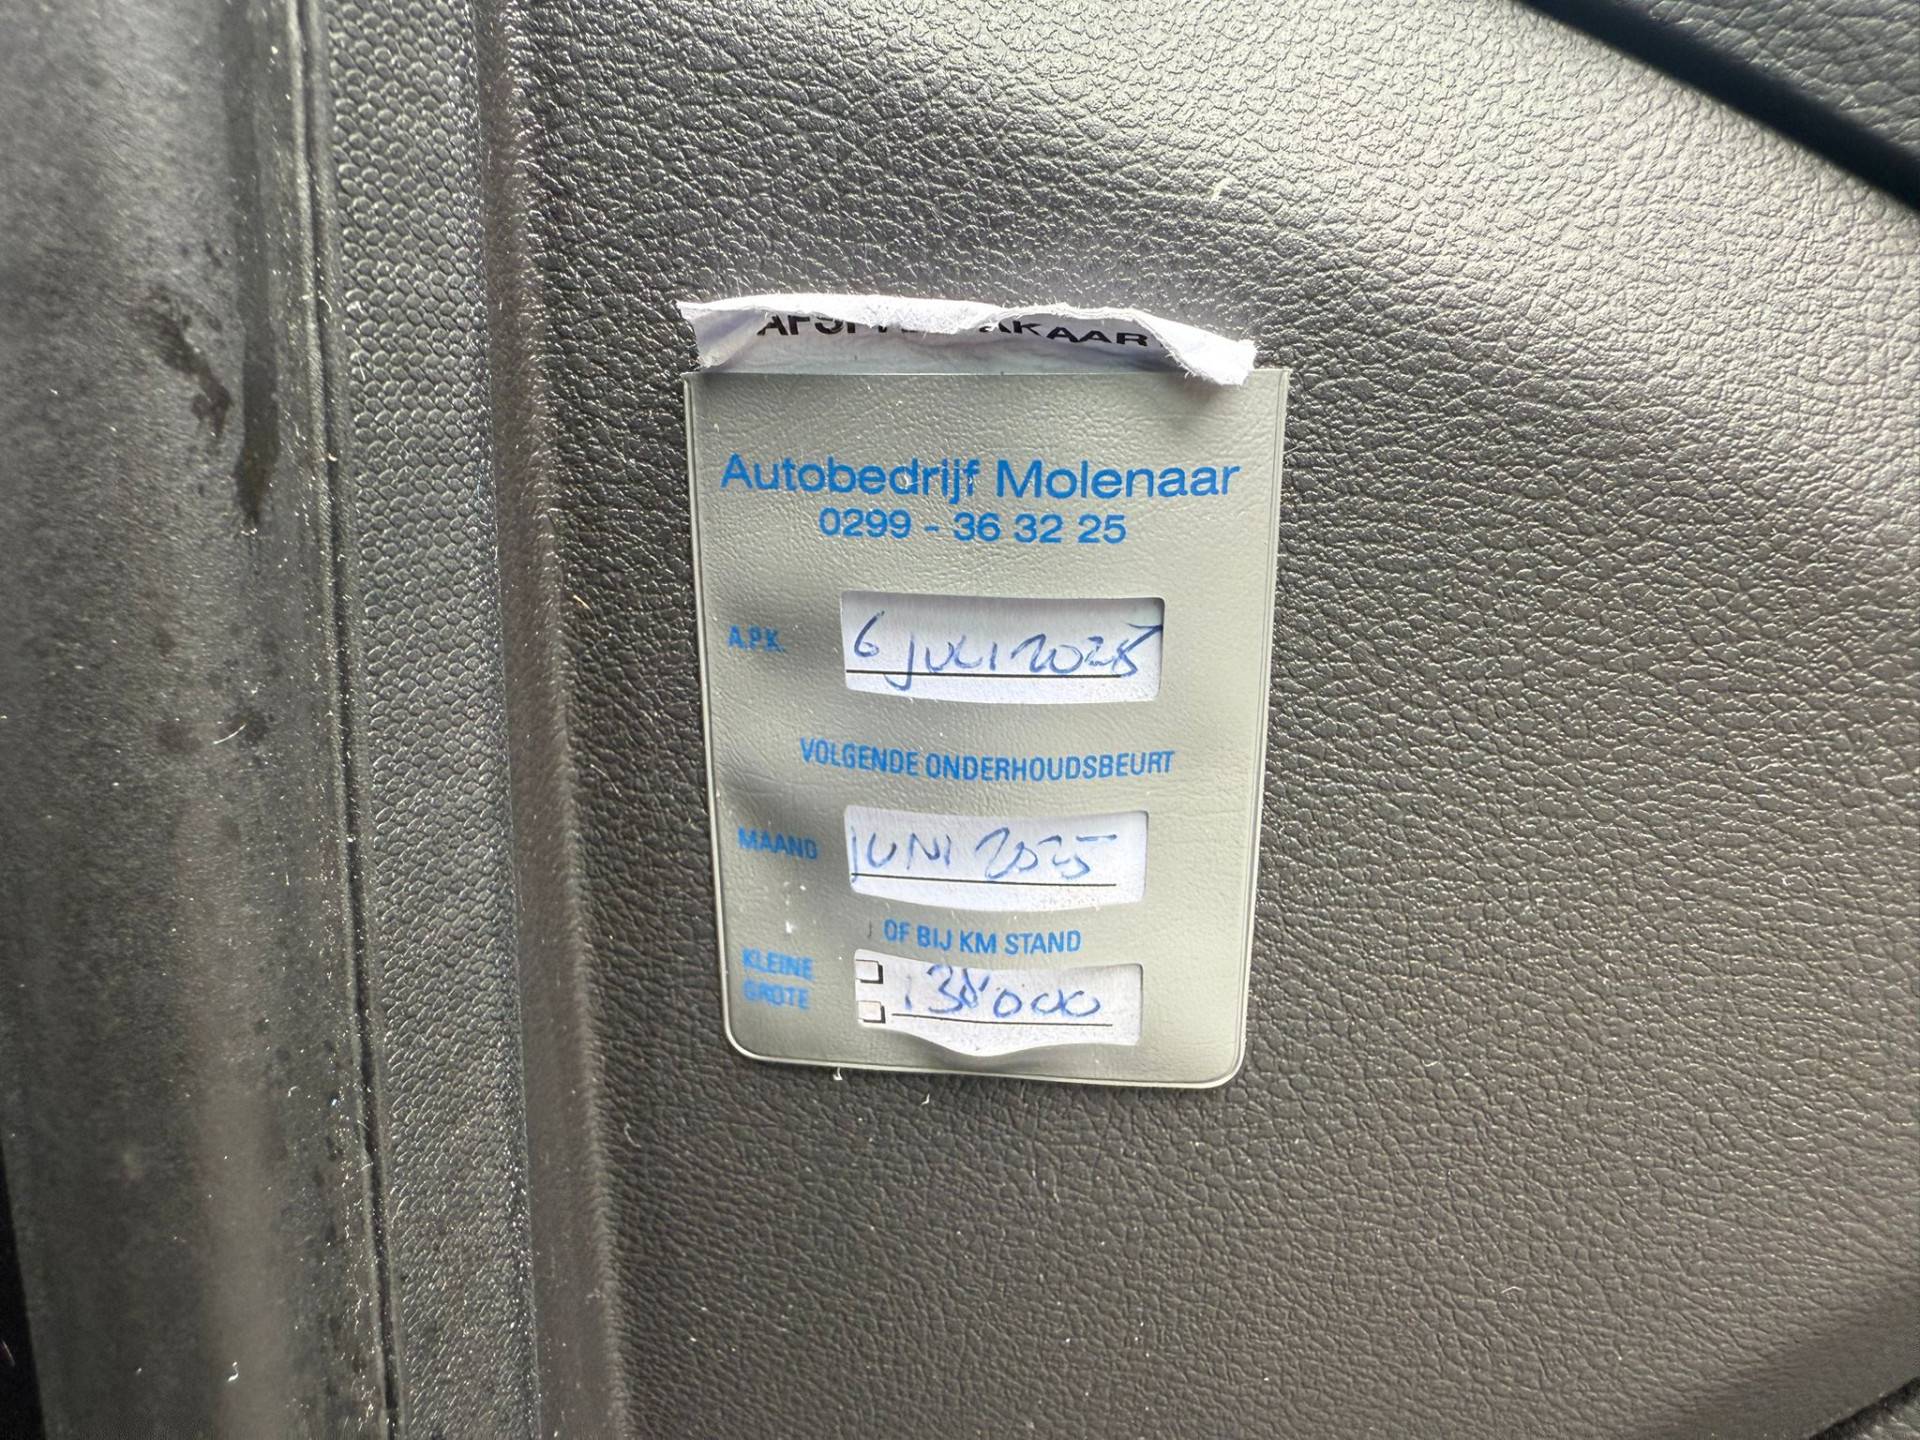 Autobedrijf Molenaar
0299 - 36 32 25
A.P.K. 6 JULI 2025
VOLGENDE ONDERHOUDSBEURT
MAAND JUNI 2025
OF BIJ KM STAND
KLEINE
GROTE